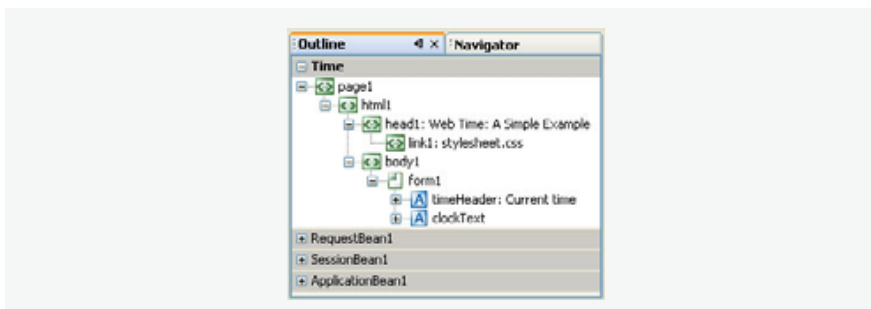 Outline Navigator
Time
page1
html1
head1: Web Time: A Simple Example
link1: stylesheet.css
body1
form1
timeHeader: Current time
clockText
RequestBean1
SessionBean1
ApplicationBean1